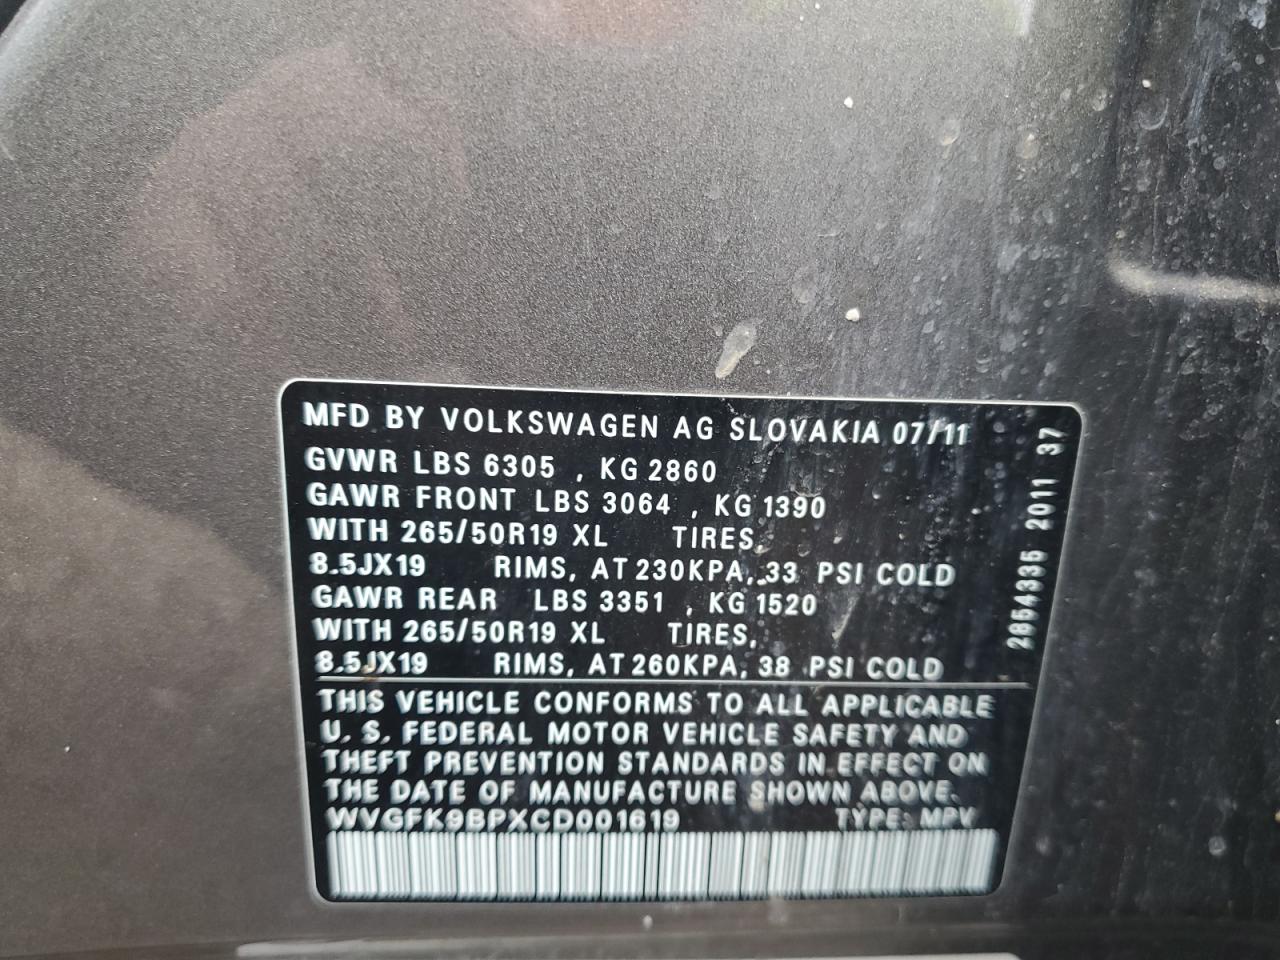 MFD BY VOLKSWAGEN AG SLOVAKIA 07/11
GVWR LBS 6305 , KG 2860
GAWR FRONT LBS 3064 , KG 1390
WITH 265/50R19 XL TIRES,
8.5JX19 RIMS, AT 230KPA, 33 PSI COLD
GAWR REAR LBS 3351 , KG 1520
WITH 265/50R19 XL TIRES,
8.5JX19 RIMS, AT 260KPA, 38 PSI COLD
THIS VEHICLE CONFORMS TO ALL APPLICABLE
U. S. FEDERAL MOTOR VEHICLE SAFETY AND
THEFT PREVENTION STANDARDS IN EFFECT ON
THE DATE OF MANUFACTURE SHOWN ABOVE.
WVGFK9BPXCD001619 TYPE: MPV
2854335 2011 37